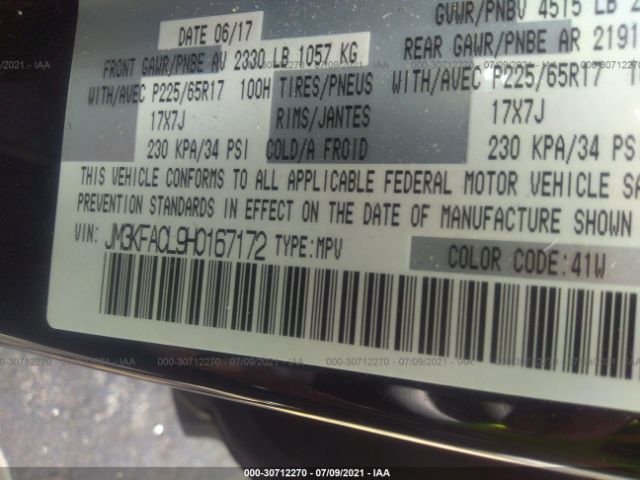 DATE 06/17
GVWR/PNBV 4515 LB
FRONT GAWR/PNBE AV 2330 LB 1057 KG
REAR GAWR/PNBE AR 2191
WITH/AVEC P225/65R17 100H TIRES/PNEUS WITH/AVEC P225/65R17
17X7J RIMS/JANTES 17X7J
230 KPA/34 PSI COLD/A FROID 230 KPA/34 PSI
THIS VEHICLE CONFORMS TO ALL APPLICABLE FEDERAL MOTOR VEHICLE SA
PREVENTION STANDARDS IN EFFECT ON THE DATE OF MANUFACTURE SHOWN
VIN: JM3KFACL9H0167172 TYPE:MPV
COLOR CODE:41W
000-30712270 - 07/09/2021 - IAA